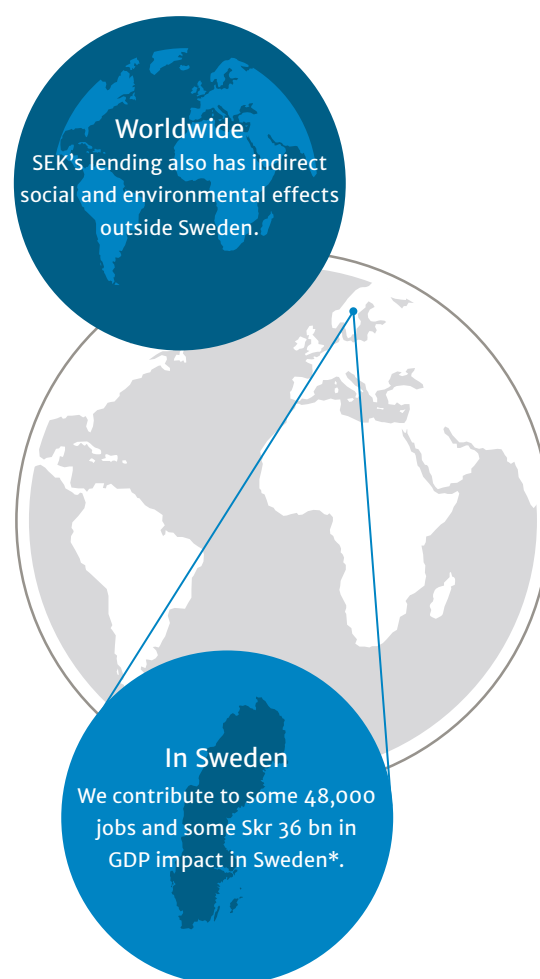 Worldwide
SEK's lending also has indirect
social and environmental effects
outside Sweden.
In Sweden
We contribute to some 48,000
jobs and some Skr 36 bn in
GDP impact in Sweden*.